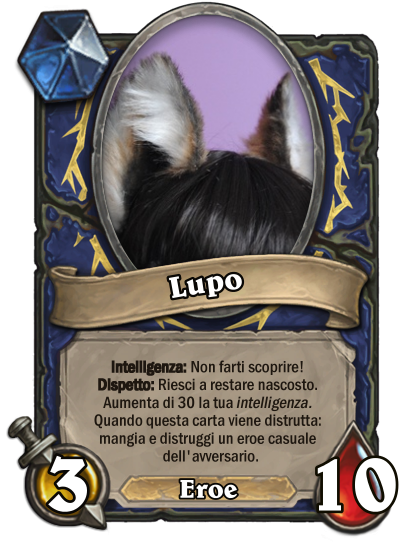 Lupo
Intelligenza: Non farti scoprire!
Dispetto: Riesci a restare nascosto.
Aumenta di 30 la tua intelligenza.
Quando questa carta viene distrutta:
mangia e distruggi un eroe casuale
dell'avversario.
3
Eroe
10